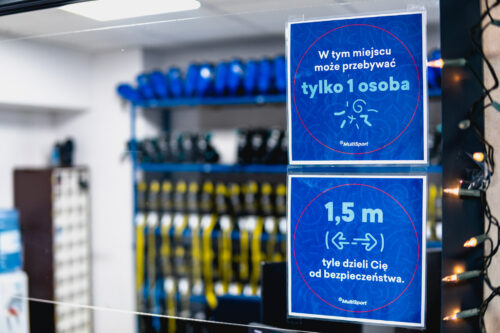 W tym miejscu
może przebywać
tylko 1 osoba
MultiSport
1,5 m
tyle dzieli Cię
od bezpieczeństwa.
MultiSport